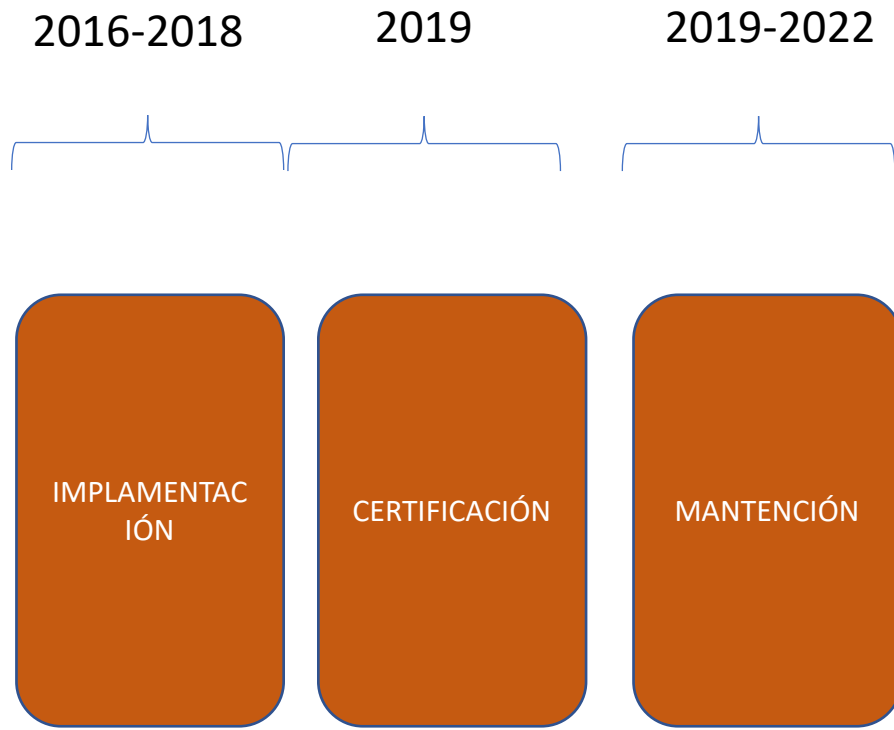 2016-2018
2019
2019-2022
IMPLAMENTAC
IÓN
CERTIFICACIÓN
MANTENCIÓN